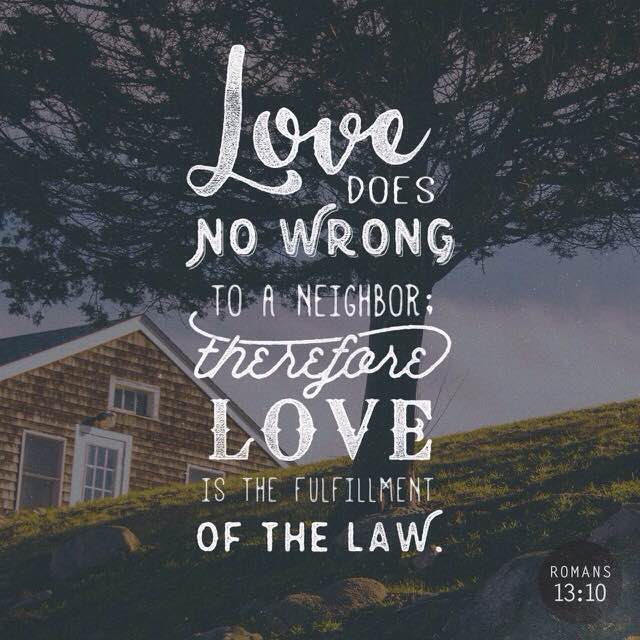 Love
DOES
NO WRONG
TO A NEIGHBOR;
therefore
LOVE
IS THE FULFILLMENT
OF THE LAW.
ROMANS
13:10